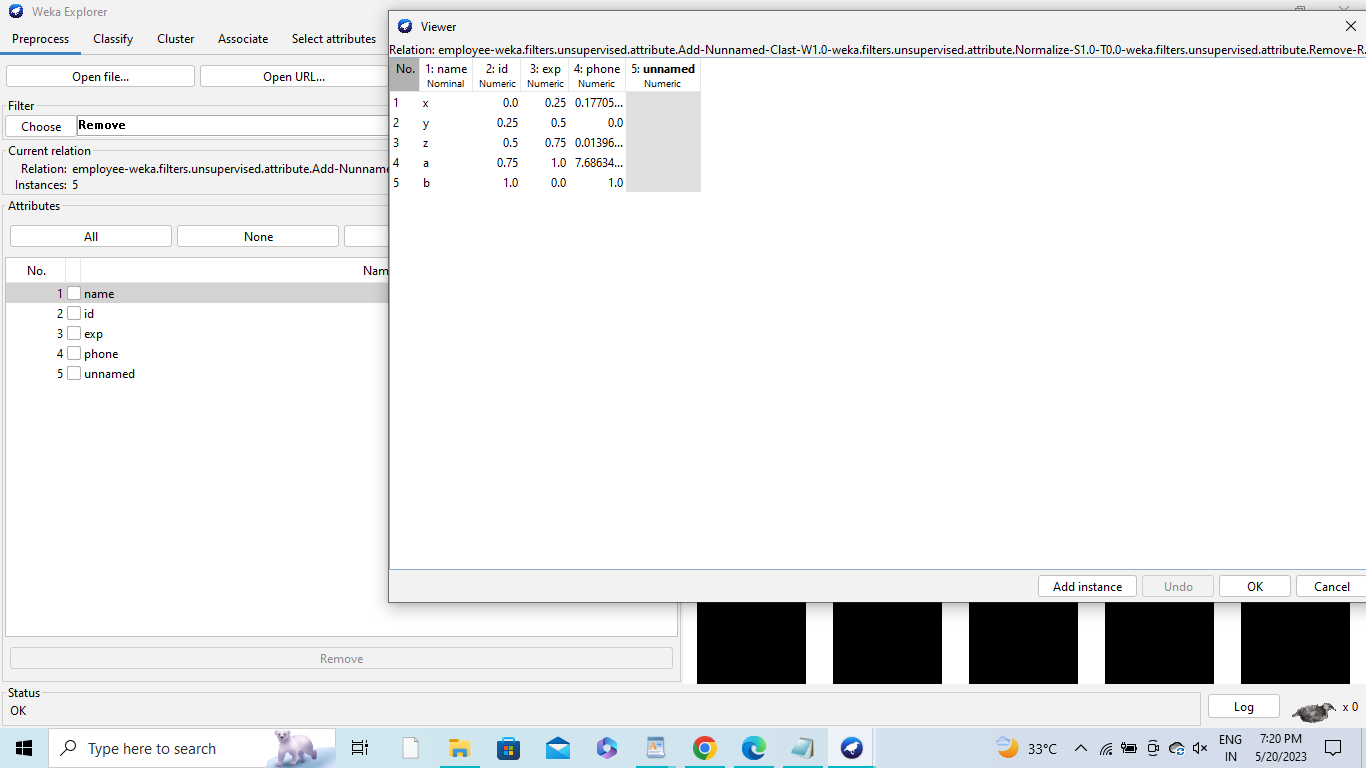 Weka Explorer
Preprocess Classify Cluster Associate Select attributes
Open file... Open URL...
Filter
Choose Remove
Current relation
Relation: employee-weka.filters.unsupervised.attribute.Add-Nunname
Instances: 5
Attributes
All None
No. Nam
1 name
2 id
3 exp
4 phone
5 unnamed
Remove
Status
OK
Log x 0
Viewer
Relation: employee-weka.filters.unsupervised.attribute.Add-Nunnamed-Clast-W1.0-weka.filters.unsupervised.attribute.Normalize-S1.0-T0.0-weka.filters.unsupervised.attribute.Remove-R.
No. 1: name 2: id 3: exp 4: phone 5: unnamed
Nominal Numeric Numeric Numeric Numeric
1 x 0.0 0.25 0.17705...
2 y 0.25 0.5 0.0
3 z 0.5 0.75 0.01396...
4 a 0.75 1.0 7.68634...
5 b 1.0 0.0 1.0
Add instance Undo OK Cancel
Type here to search
33°C
ENG
IN
7:20 PM
5/20/2023